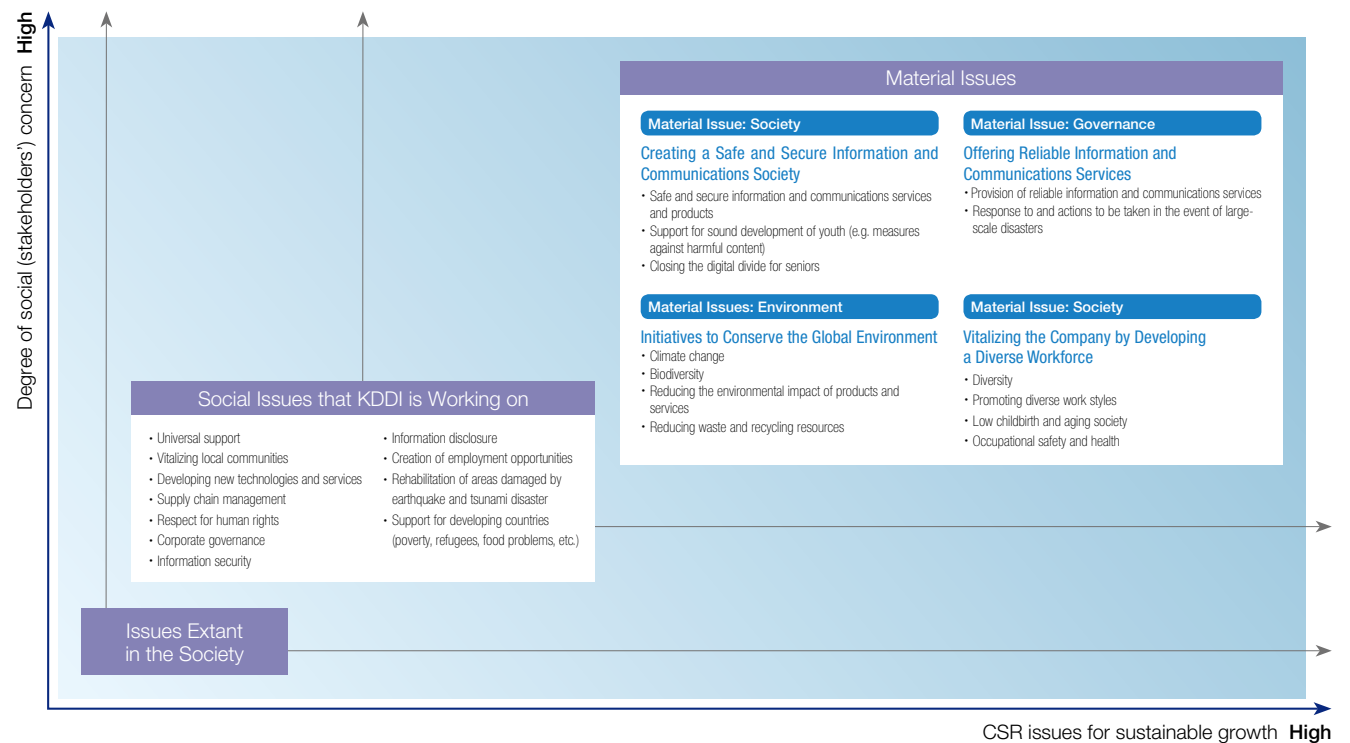 Degree of social (stakeholders') concern High
Material Issues
Material Issue: Society
Creating a Safe and Secure Information and
Communications Society
• Safe and secure information and communications services
and products
• Support for sound development of youth (e.g. measures
against harmful content)
• Closing the digital divide for seniors
Material Issue: Governance
Offering Reliable Information and
Communications Services
• Provision of reliable information and communications services
• Response to and actions to be taken in the event of large-
scale disasters
Material Issues: Environment
Initiatives to Conserve the Global Environment
• Climate change
• Biodiversity
• Reducing the environmental impact of products and
services
• Reducing waste and recycling resources
Material Issue: Society
Vitalizing the Company by Developing
a Diverse Workforce
• Diversity
• Promoting diverse work styles
• Low childbirth and aging society
• Occupational safety and health
Social Issues that KDDI is Working on
• Universal support
• Vitalizing local communities
• Developing new technologies and services
• Supply chain management
• Respect for human rights
• Corporate governance
• Information security
• Information disclosure
• Creation of employment opportunities
• Rehabilitation of areas damaged by
earthquake and tsunami disaster
• Support for developing countries
(poverty, refugees, food problems, etc.)
Issues Extant
in the Society
CSR issues for sustainable growth High